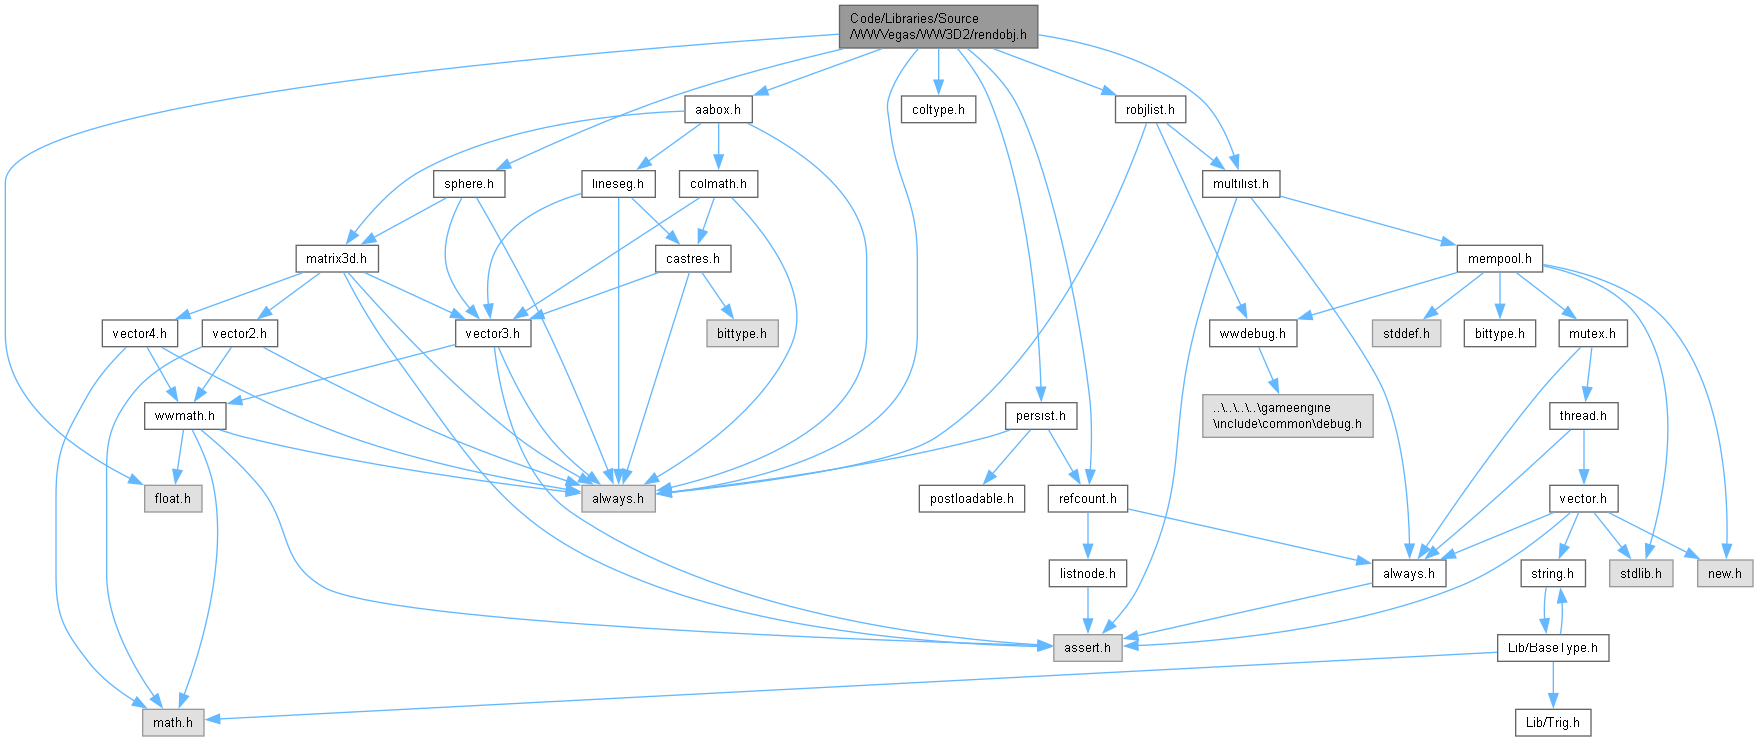 Code/Libraries/Source
/WWVegas/WW3D2/rendobj.h
aabox.h
coltype.h
robjlist.h
sphere.h
lineseg.h
colmath.h
multilist.h
matrix3d.h
castres.h
mempool.h
vector4.h
vector2.h
vector3.h
bittype.h
wwdebug.h
stddef.h
bittype.h
mutex.h
wwmath.h
persist.h
..\..\..\..\gameengine
\include\common\debug.h
thread.h
float.h
always.h
postloadable.h
refcount.h
vector.h
listnode.h
always.h
string.h
stdlib.h
new.h
assert.h
Lib/BaseType.h
math.h
Lib/Trig.h